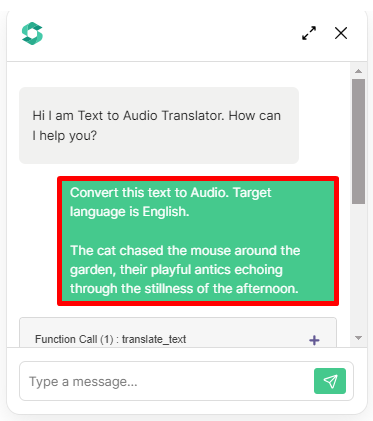 Hi I am Text to Audio Translator. How can
I help you?
Convert this text to Audio. Target
language is English.
The cat chased the mouse around the
garden, their playful antics echoing
through the stillness of the afternoon.
Function Call (1) : translate_text
Type a message...